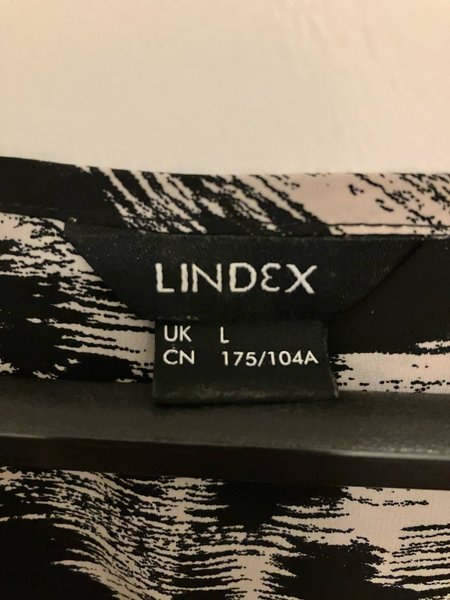 LINDEX
UK L
CN 175/104A